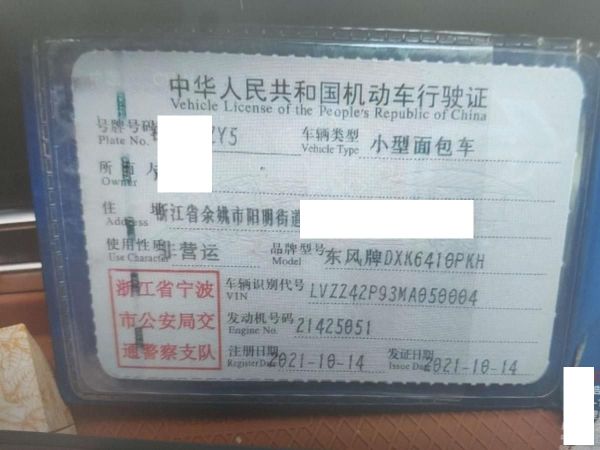 中华人民共和国机动车行驶证
Vehicle License of the People's Republic of China
号牌号码 ZY5 车辆类型 小型面包车
Plate No. Vehicle Type
所有人
Owner
住址 浙江省余姚市阳明街道
Address
使用性质 非营运 品牌型号 东风牌DXK6410PKH
Use Character Model
浙江省宁波
市公安局交
通警察支队
车辆识别代号 LVZZ42P93MA050004
VIN
发动机号码 21425051
Engine No.
注册日期 2021-10-14 发证日期 2021-10-14
Register Date Issue Date